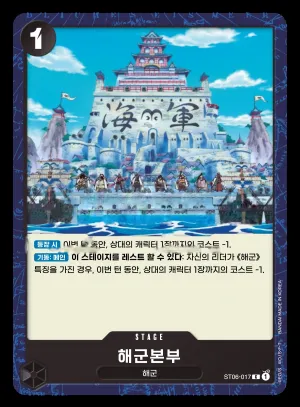 1
海軍
등장 시 이번 턴 동안, 상대의 캐릭터 1장까지의 코스트 -1.
기동: 메인 이 스테이지를 레스트 할 수 있다: 자신의 리더가 《해군》
특징을 가진 경우, 이번 턴 동안, 상대의 캐릭터 1장까지의 코스트 -1.
STAGE
해군본부
해군
ST06-017 C 1